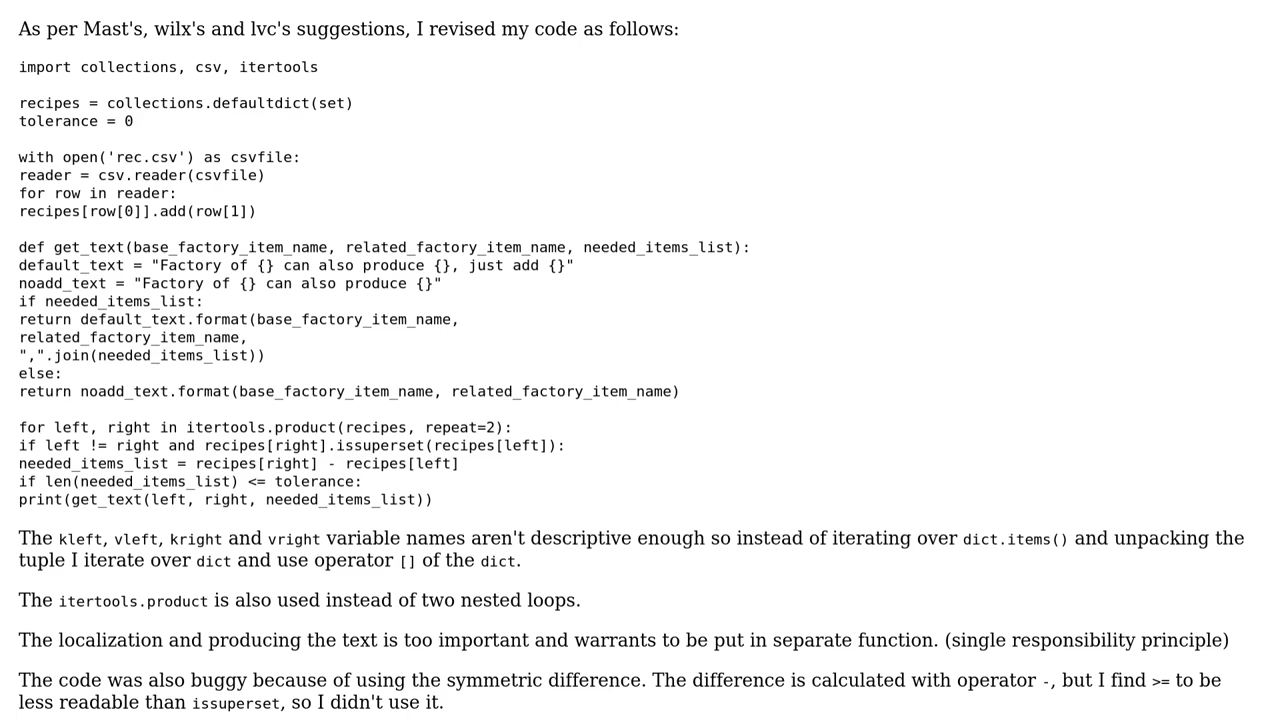 As per Mast's, wilx's and lvc's suggestions, I revised my code as follows:
import collections, csv, itertools
recipes = collections.defaultdict(set)
tolerance = 0
with open('rec.csv') as csvfile:
reader = csv.reader(csvfile)
for row in reader:
recipes[row[0]].add(row[1])
def get_text(base_factory_item_name, related_factory_item_name, needed_items_list):
default_text = "Factory of {} can also produce {}, just add {}"
noadd_text = "Factory of {} can also produce {}"
if needed_items_list:
return default_text.format(base_factory_item_name,
related_factory_item_name,
",".join(needed_items_list))
else:
return noadd_text.format(base_factory_item_name, related_factory_item_name)
for left, right in itertools.product(recipes, repeat=2):
if left != right and recipes[right].issuperset(recipes[left]):
needed_items_list = recipes[right] - recipes[left]
if len(needed_items_list) <= tolerance:
print(get_text(left, right, needed_items_list))
The kleft, vleft, kright and vright variable names aren't descriptive enough so instead of iterating over dict.items() and unpacking the
tuple I iterate over dict and use operator [] of the dict.
The itertools.product is also used instead of two nested loops.
The localization and producing the text is too important and warrants to be put in separate function. (single responsibility principle)
The code was also buggy because of using the symmetric difference. The difference is calculated with operator -, but I find >= to be
less readable than issuperset, so I didn't use it.